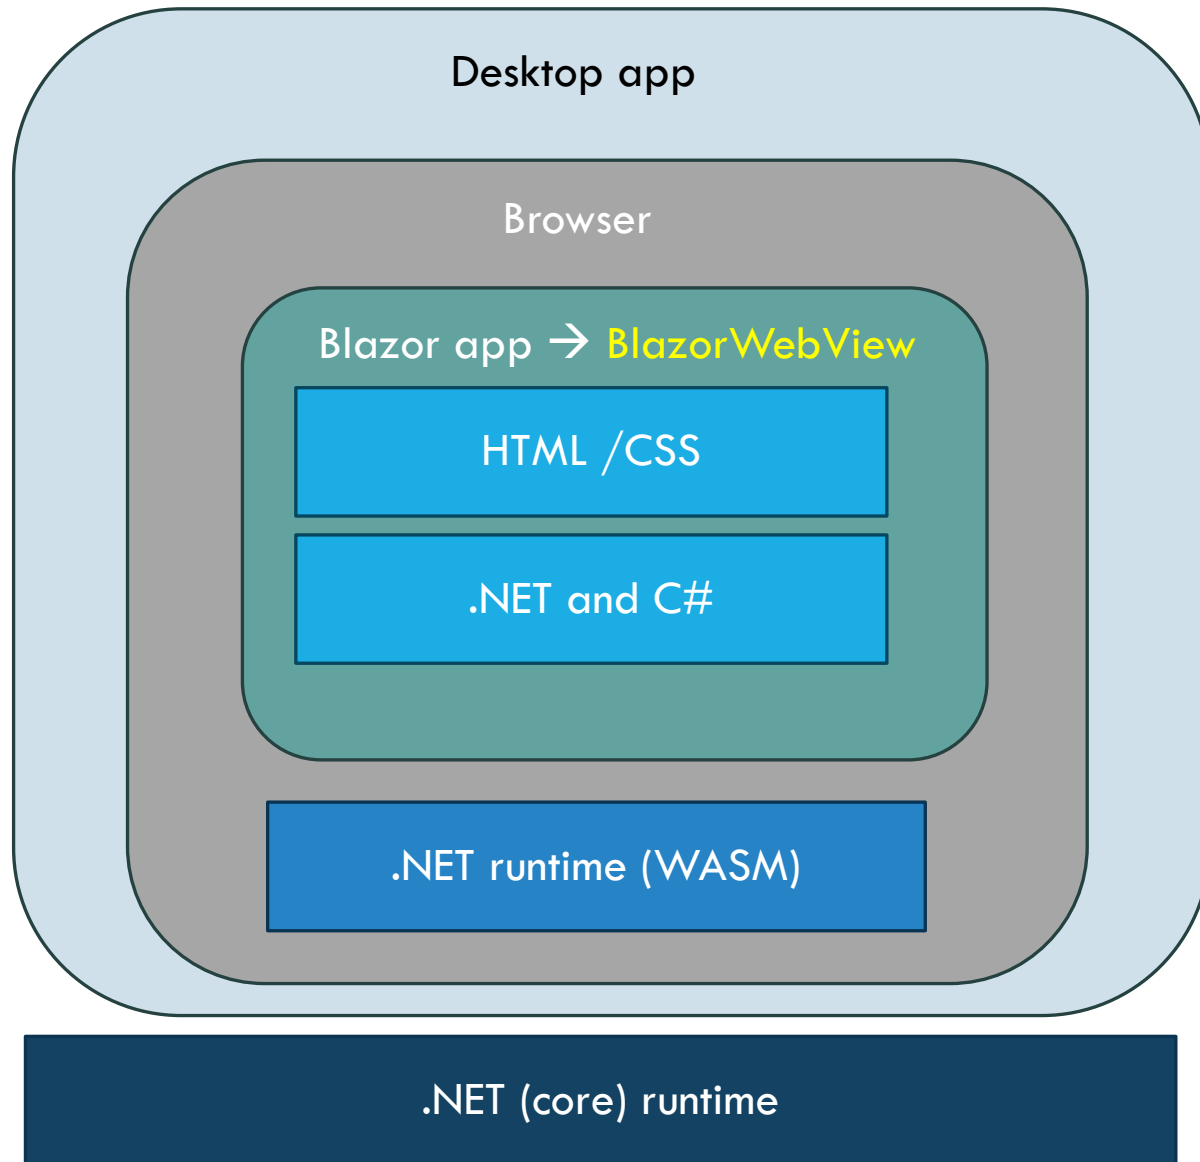 Desktop app
Browser
Blazor app → BlazorWebView
HTML /CSS
.NET and C#
.NET runtime (WASM)
.NET (core) runtime